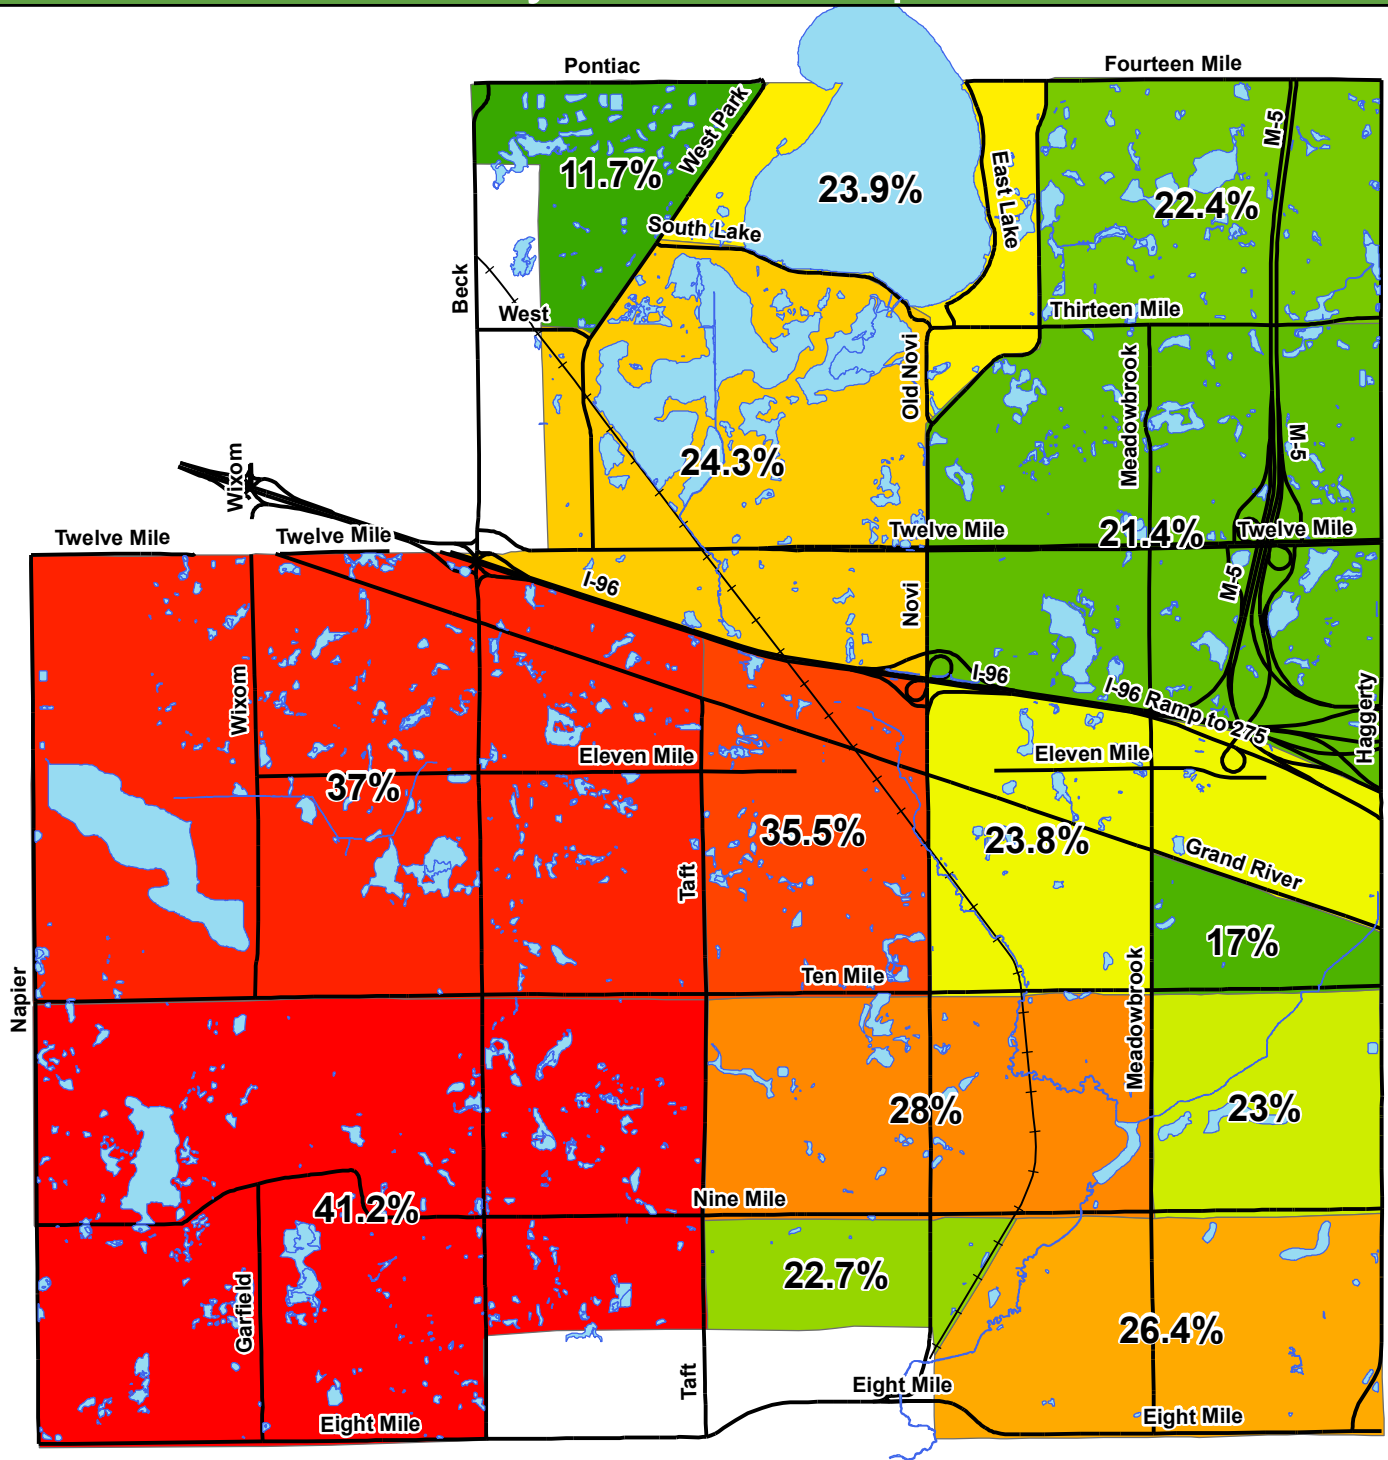 Pontiac
Fourteen Mile
West Park
M-5
11.7%
23.9%
East Lake
22.4%
South Lake
Beck
West
Thirteen Mile
Old Novi
Meadowbrook
M-5
24.3%
Wixom
Twelve Mile
Twelve Mile
Twelve Mile
21.4%
Twelve Mile
I-96
Novi
M-5
Wixom
I-96
I-96 Ramp to 275
Haggerty
Eleven Mile
Eleven Mile
37%
35.5%
23.8%
Grand River
Taft
17%
Napier
Ten Mile
Meadowbrook
28%
23%
41.2%
Nine Mile
22.7%
Garfield
26.4%
Taft
Eight Mile
Eight Mile
Eight Mile